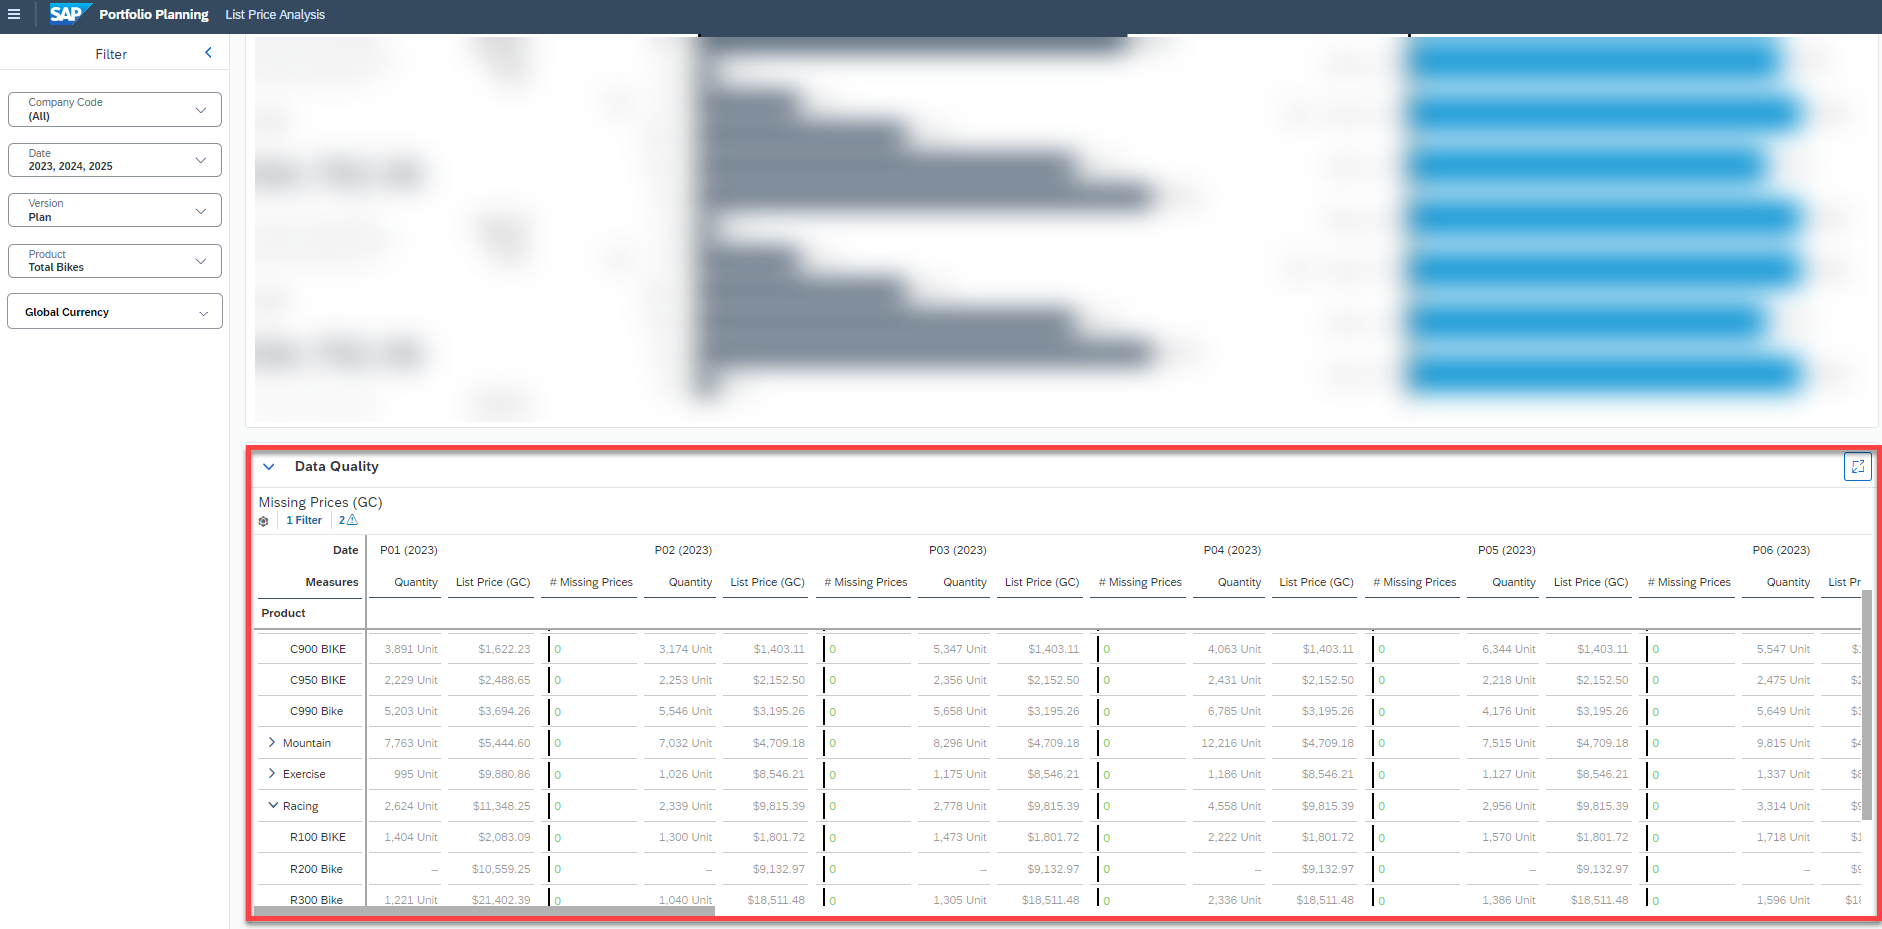 SAP Portfolio Planning List Price Analysis
Filter
Company Code
(All)
Date
2023, 2024, 2025
Version
Plan
Product
Total Bikes
Global Currency
Data Quality
Missing Prices (GC)
1 Filter 2
Date P01 (2023) P02 (2023) P03 (2023) P04 (2023) P05 (2023) P06 (2023)
Measures Quantity List Price (GC) # Missing Prices Quantity List Price (GC) # Missing Prices Quantity List Price (GC) # Missing Prices Quantity List Price (GC) # Missing Prices Quantity List Price (GC) # Missing Prices Quantity List Pr
Product
C900 BIKE 3,891 Unit $1,622.23 0 3,174 Unit $1,403.11 0 5,347 Unit $1,403.11 0 4,063 Unit $1,403.11 0 6,344 Unit $1,403.11 0 5,547 Unit
C950 BIKE 2,229 Unit $2,488.65 0 2,253 Unit $2,152.50 0 2,356 Unit $2,152.50 0 2,431 Unit $2,152.50 0 2,218 Unit $2,152.50 0 2,475 Unit
C990 Bike 5,203 Unit $3,694.26 0 5,546 Unit $3,195.26 0 5,658 Unit $3,195.26 0 6,785 Unit $3,195.26 0 4,176 Unit $3,195.26 0 5,649 Unit
Mountain 7,763 Unit $5,444.60 0 7,032 Unit $4,709.18 0 8,296 Unit $4,709.18 0 12,216 Unit $4,709.18 0 7,515 Unit $4,709.18 0 9,815 Unit
Exercise 995 Unit $9,880.86 0 1,026 Unit $8,546.21 0 1,175 Unit $8,546.21 0 1,186 Unit $8,546.21 0 1,127 Unit $8,546.21 0 1,337 Unit
Racing 2,624 Unit $11,348.25 0 2,339 Unit $9,815.39 0 2,778 Unit $9,815.39 0 4,558 Unit $9,815.39 0 2,956 Unit $9,815.39 0 3,314 Unit
R100 BIKE 1,404 Unit $2,083.09 0 1,300 Unit $1,801.72 0 1,473 Unit $1,801.72 0 2,222 Unit $1,801.72 0 1,570 Unit $1,801.72 0 1,718 Unit
R200 Bike – $10,559.25 0 – $9,132.97 0 – $9,132.97 0 – $9,132.97 0 – $9,132.97 0 –
R300 Bike 1,221 Unit $21,402.39 0 1,040 Unit $18,511.48 0 1,305 Unit $18,511.48 0 2,336 Unit $18,511.48 0 1,386 Unit $18,511.48 0 1,596 Unit